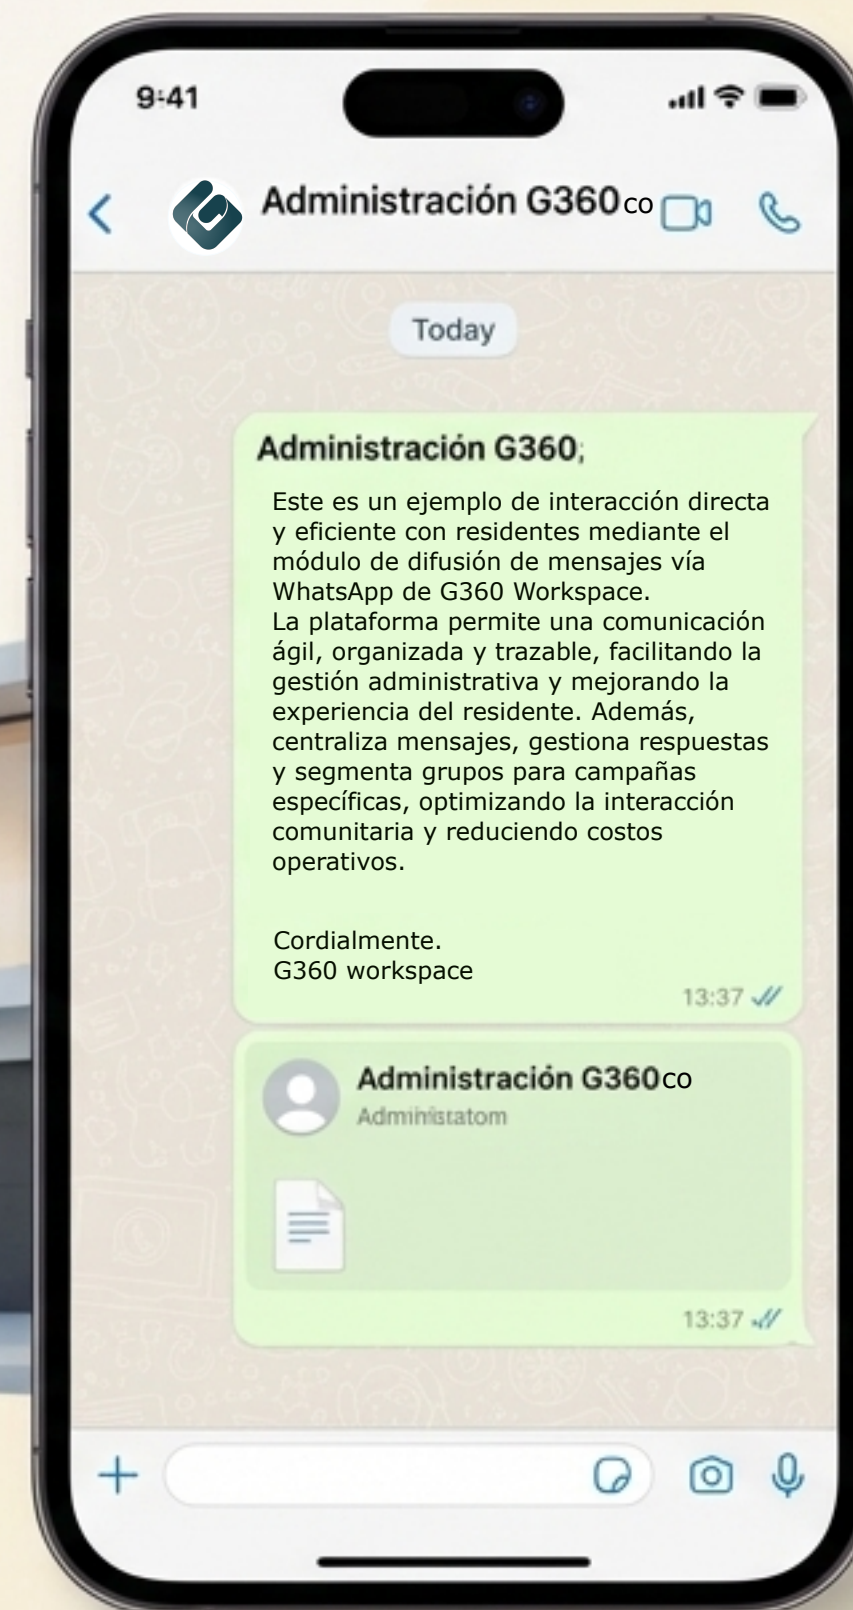 9:41
Administración G360co
Today
Administración G360;
Este es un ejemplo de interacción directa
y eficiente con residentes mediante el
módulo de difusión de mensajes vía
WhatsApp de G360 Workspace.
La plataforma permite una comunicación
ágil, organizada y trazable, facilitando la
gestión administrativa y mejorando la
experiencia del residente. Además,
centraliza mensajes, gestiona respuestas
y segmenta grupos para campañas
específicas, optimizando la interacción
comunitaria y reduciendo costos
operativos.
Cordialmente.
G360 workspace
13:37
Administración G360co
13:37